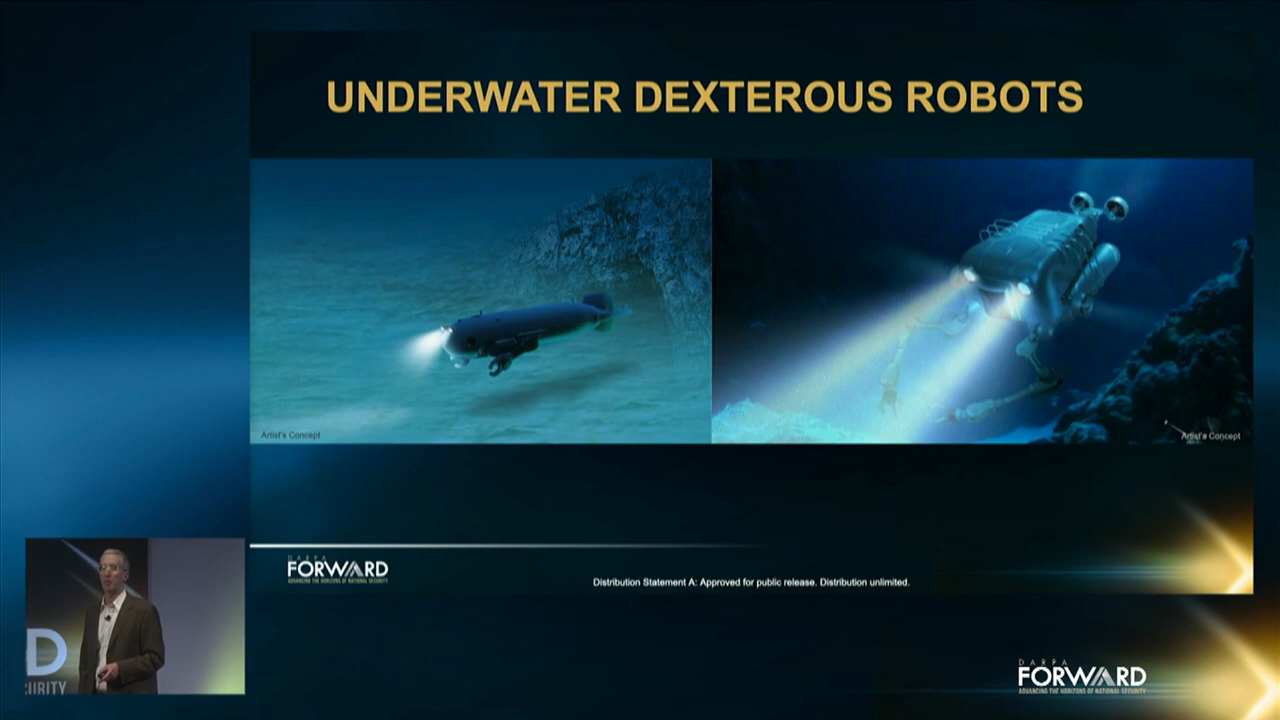 UNDERWATER DEXTEROUS ROBOTS
Artist's Concept
Artist's Concept
DARPA
FORWARD
ADVANCING THE HORIZONS OF NATIONAL SECURITY
Distribution Statement A: Approved for public release. Distribution unlimited.
D
URITY
DARPA
FORWARD
ADVANCING THE HORIZONS OF NATIONAL SECURITY